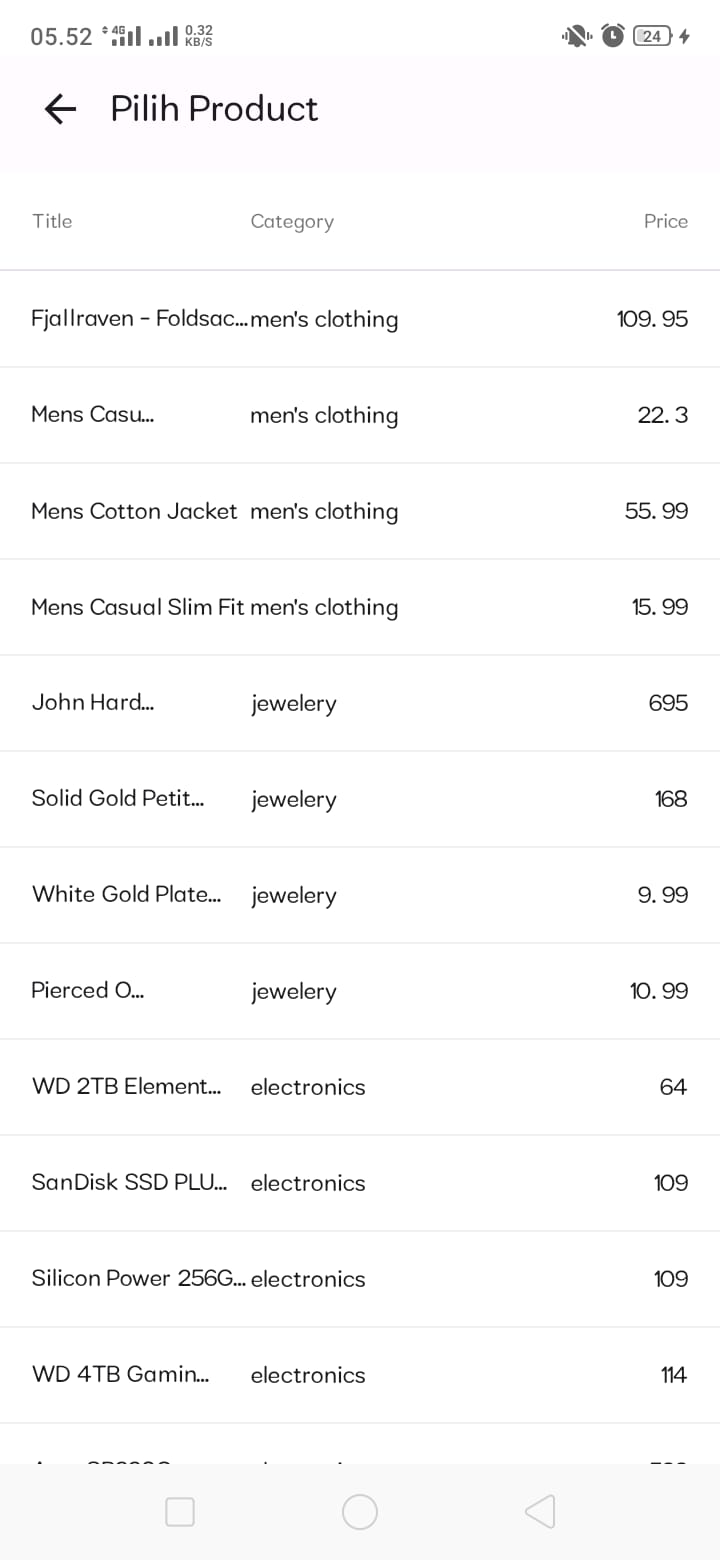 05.52 4G 0.32 KB/S 24
Pilih Product
Title Category Price
Fjallraven - Foldsac... men's clothing 109.95
Mens Casu... men's clothing 22.3
Mens Cotton Jacket men's clothing 55.99
Mens Casual Slim Fit men's clothing 15.99
John Hard... jewelery 695
Solid Gold Petit... jewelery 168
White Gold Plate... jewelery 9.99
Pierced O... jewelery 10.99
WD 2TB Element... electronics 64
SanDisk SSD PLU... electronics 109
Silicon Power 256G... electronics 109
WD 4TB Gamin... electronics 114